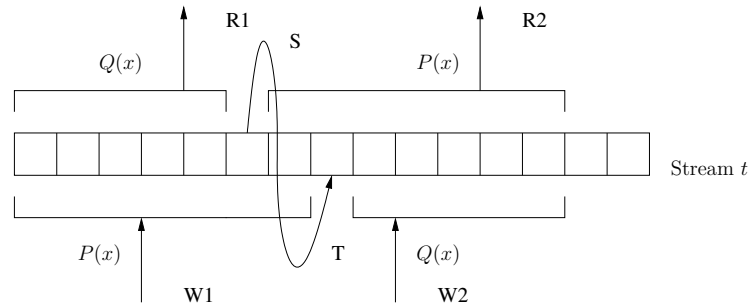 R1
R2
S
Q(x)
P(x)
Stream t
P(x)
T
Q(x)
W1
W2